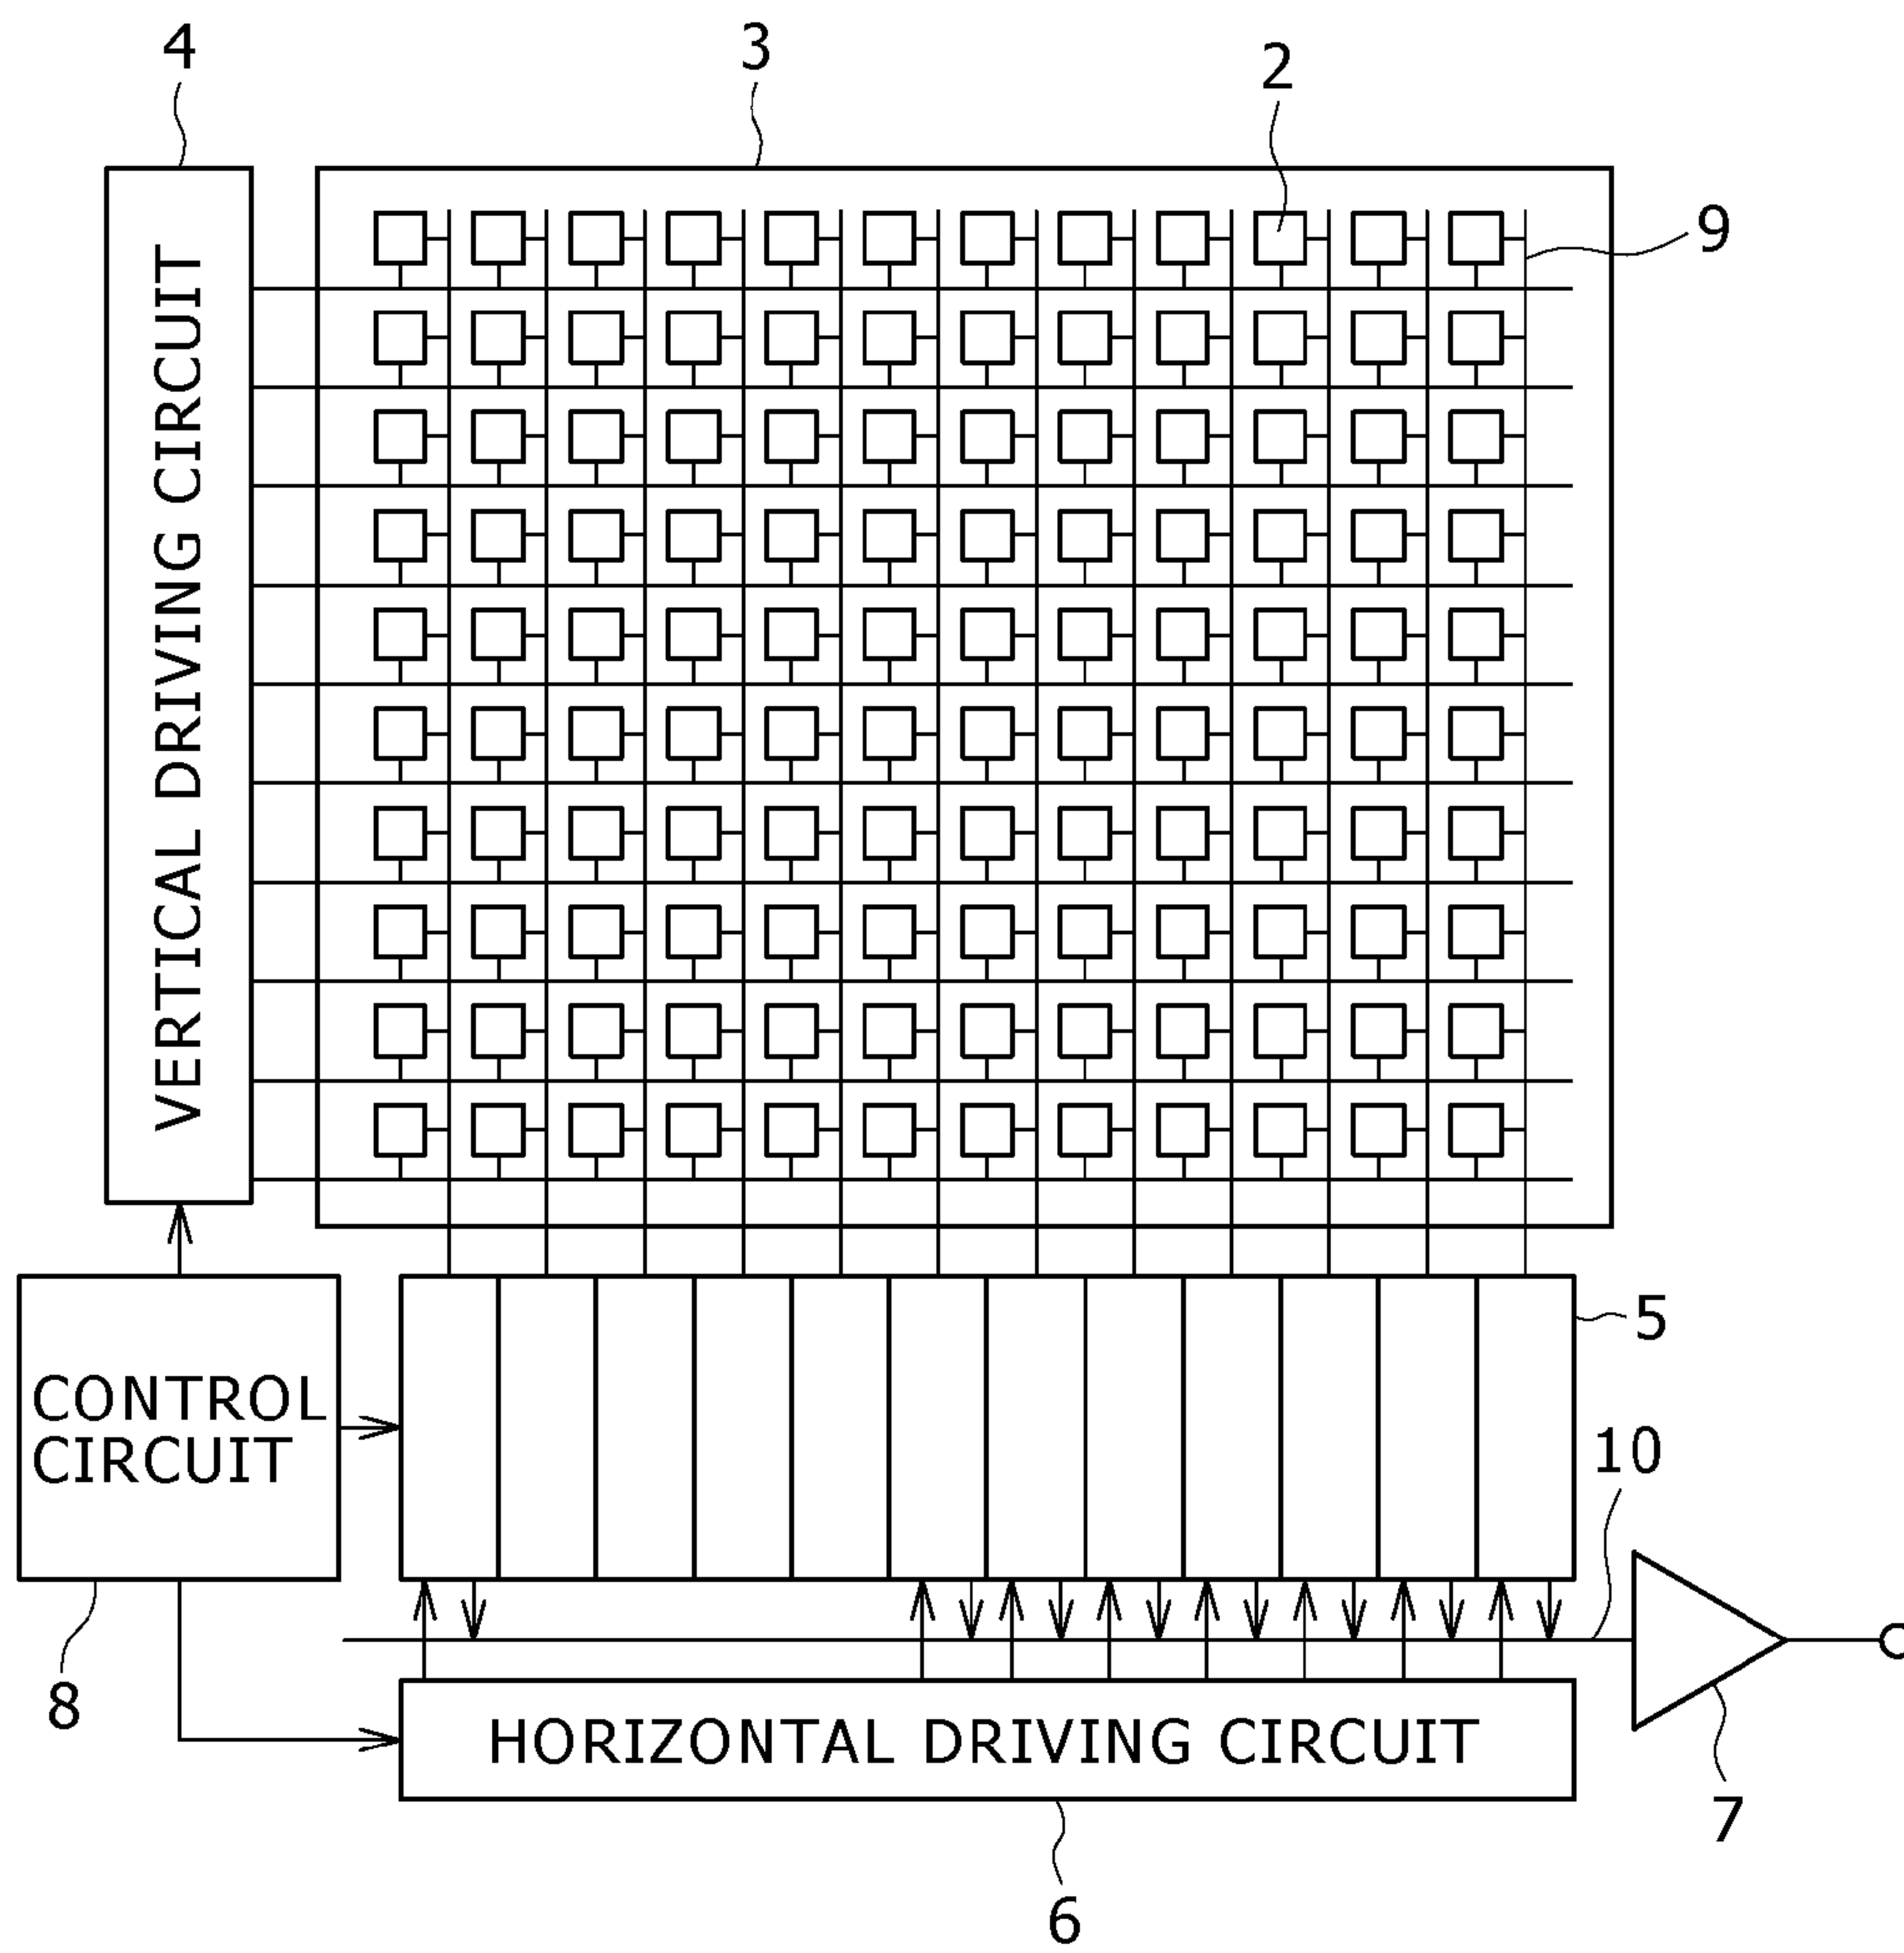 4
3
2
9
VERTICAL DRIVING CIRCUIT
5
CONTROL
CIRCUIT
10
8
HORIZONTAL DRIVING CIRCUIT
7
6